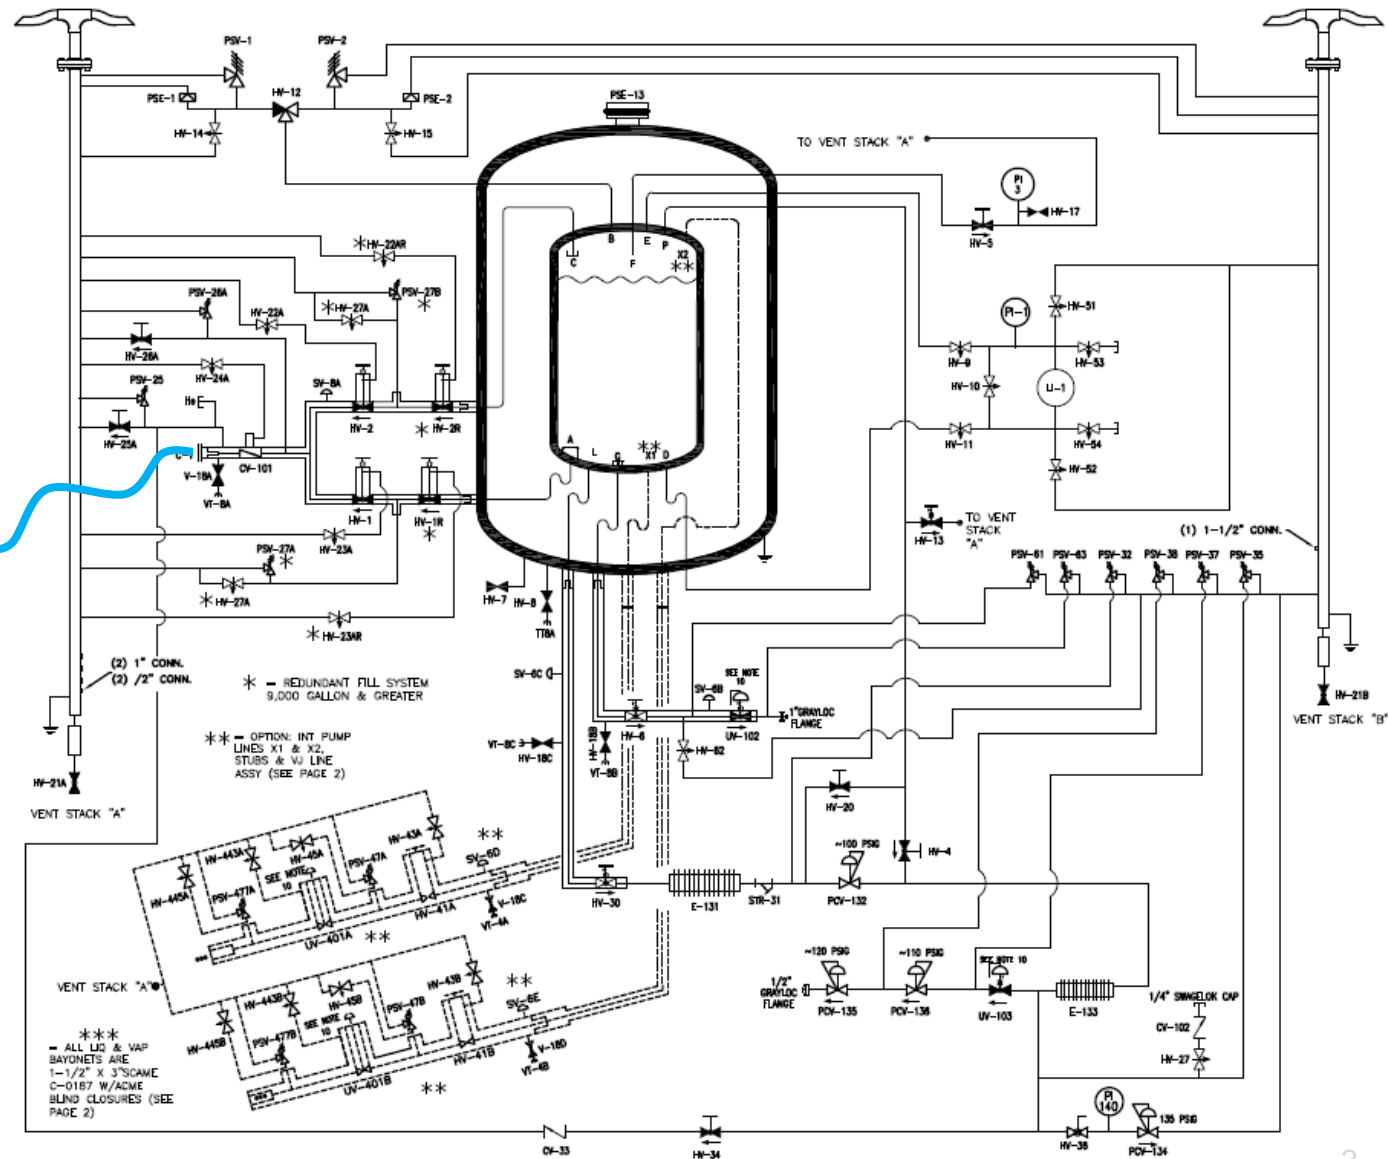 PSV-1
PSV-2
PSE-1
HV-12
PSE-2
HV-14
HV-15
PSE-13
TO VENT STACK "A"
PI
3
HV-17
HV-5
B
E
P
C
F
X2
**
*HV-22AR
PSV-26A
HV-22A
*HV-27A
PSV-27B
*
HV-26A
HV-24A
PSV-25
He
SV-8A
HV-25A
HV-2
*
HV-2R
CV-101
V-18A
VT-8A
HV-1
HV-1R
*
HV-23A
PSV-27A
*
*HV-27A
*HV-23AR
A
L
G
**
X1
D
HV-51
PI-1
HV-9
HV-53
HV-10
LI-1
HV-11
HV-54
HV-52
HV-13
TO VENT
STACK
"A"
(1) 1-1/2" CONN.
PSV-61
PSV-63
PSV-32
PSV-38
PSV-37
PSV-35
HV-7
HV-8
TT8A
(2) 1" CONN.
(2) /2" CONN.
* - REDUNDANT FILL SYSTEM
9,000 GALLON & GREATER
** - OPTION: INT PUMP
LINES X1 & X2,
STUBS & VJ LINE
ASSY (SEE PAGE 2)
SV-6C
SEE NOTE
10
SV-6B
1"GRAYLOC
FLANGE
HV-6
UV-102
VT-6C
HV-18C
HV-18B
VT-6B
HV-62
HV-21B
VENT STACK "B"
HV-21A
VENT STACK "A"
HV-20
~100 PSIG
HV-4
HV-30
E-131
STR-31
PCV-132
HV-445A
HV-443A
HV-45A
SEE NOTE
10
PSV-477A
PSV-47A
HV-43A
**
SV-6D
V-18C
VT-4A
HV-41A
**
UV-401A
***
VENT STACK "A"
HV-445B
HV-443B
HV-45B
SEE NOTE
10
PSV-477B
PSV-47B
HV-43B
**
SV-6E
V-18D
VT-4B
HV-41B
**
UV-401B
***
***
- ALL LIQ & VAP
BAYONETS ARE
1-1/2" X 3"SCAME
C-0187 W/ACME
BLIND CLOSURES (SEE
PAGE 2)
~120 PSIG
~110 PSIG
SEE NOTE 10
1/2"
GRAYLOC
FLANGE
PCV-135
PCV-136
UV-103
E-133
1/4" SWAGELOK CAP
CV-102
HV-27
PI
140
135 PSIG
CV-33
HV-34
HV-36
PCV-134